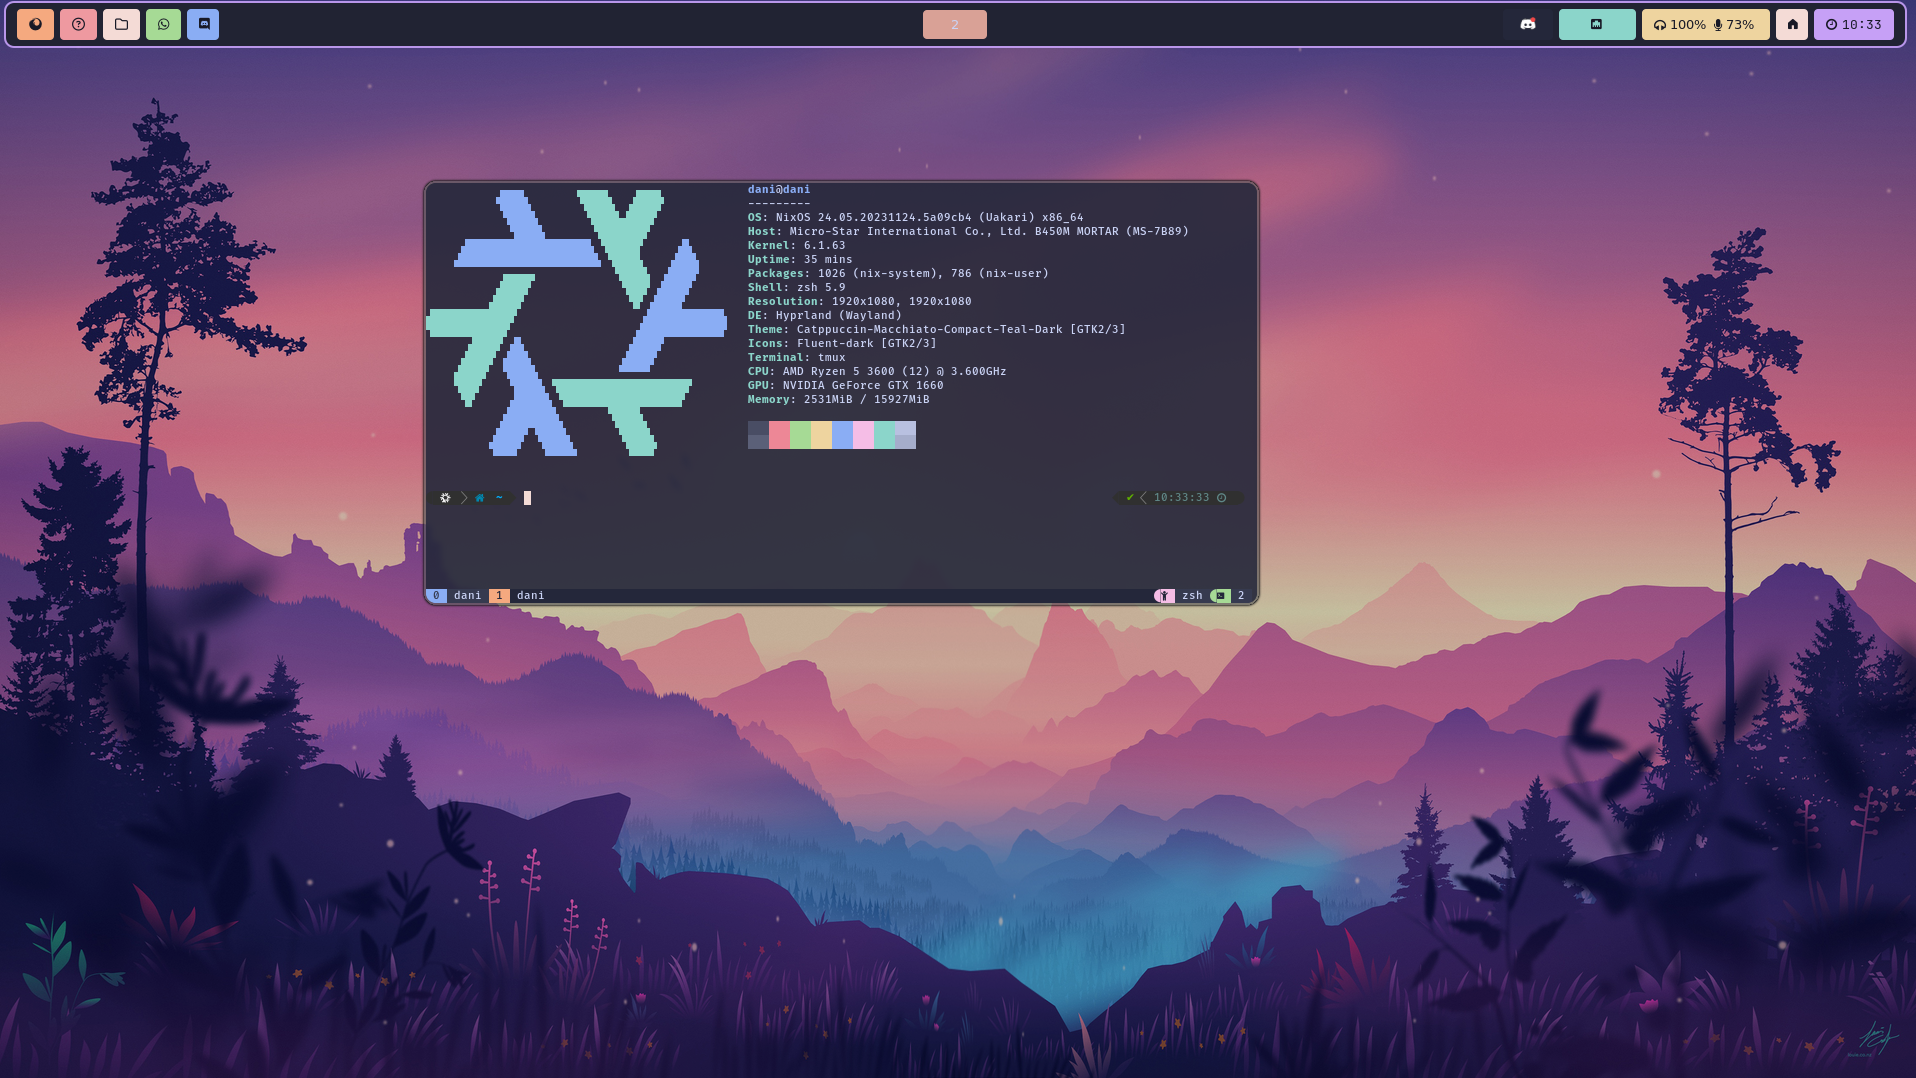 2
100% 73%
10:33
dani@dani
---------
OS: NixOS 24.05.20231124.5a09cb4 (Uakari) x86_64
Host: Micro-Star International Co., Ltd. B450M MORTAR (MS-7B89)
Kernel: 6.1.63
Uptime: 35 mins
Packages: 1026 (nix-system), 786 (nix-user)
Shell: zsh 5.9
Resolution: 1920x1080, 1920x1080
DE: Hyprland (Wayland)
Theme: Catppuccin-Macchiato-Compact-Teal-Dark [GTK2/3]
Icons: Fluent-dark [GTK2/3]
Terminal: tmux
CPU: AMD Ryzen 5 3600 (12) @ 3.600GHz
GPU: NVIDIA GeForce GTX 1660
Memory: 2531MiB / 15927MiB
~ 10:33:33
0 dani 1 dani zsh 2